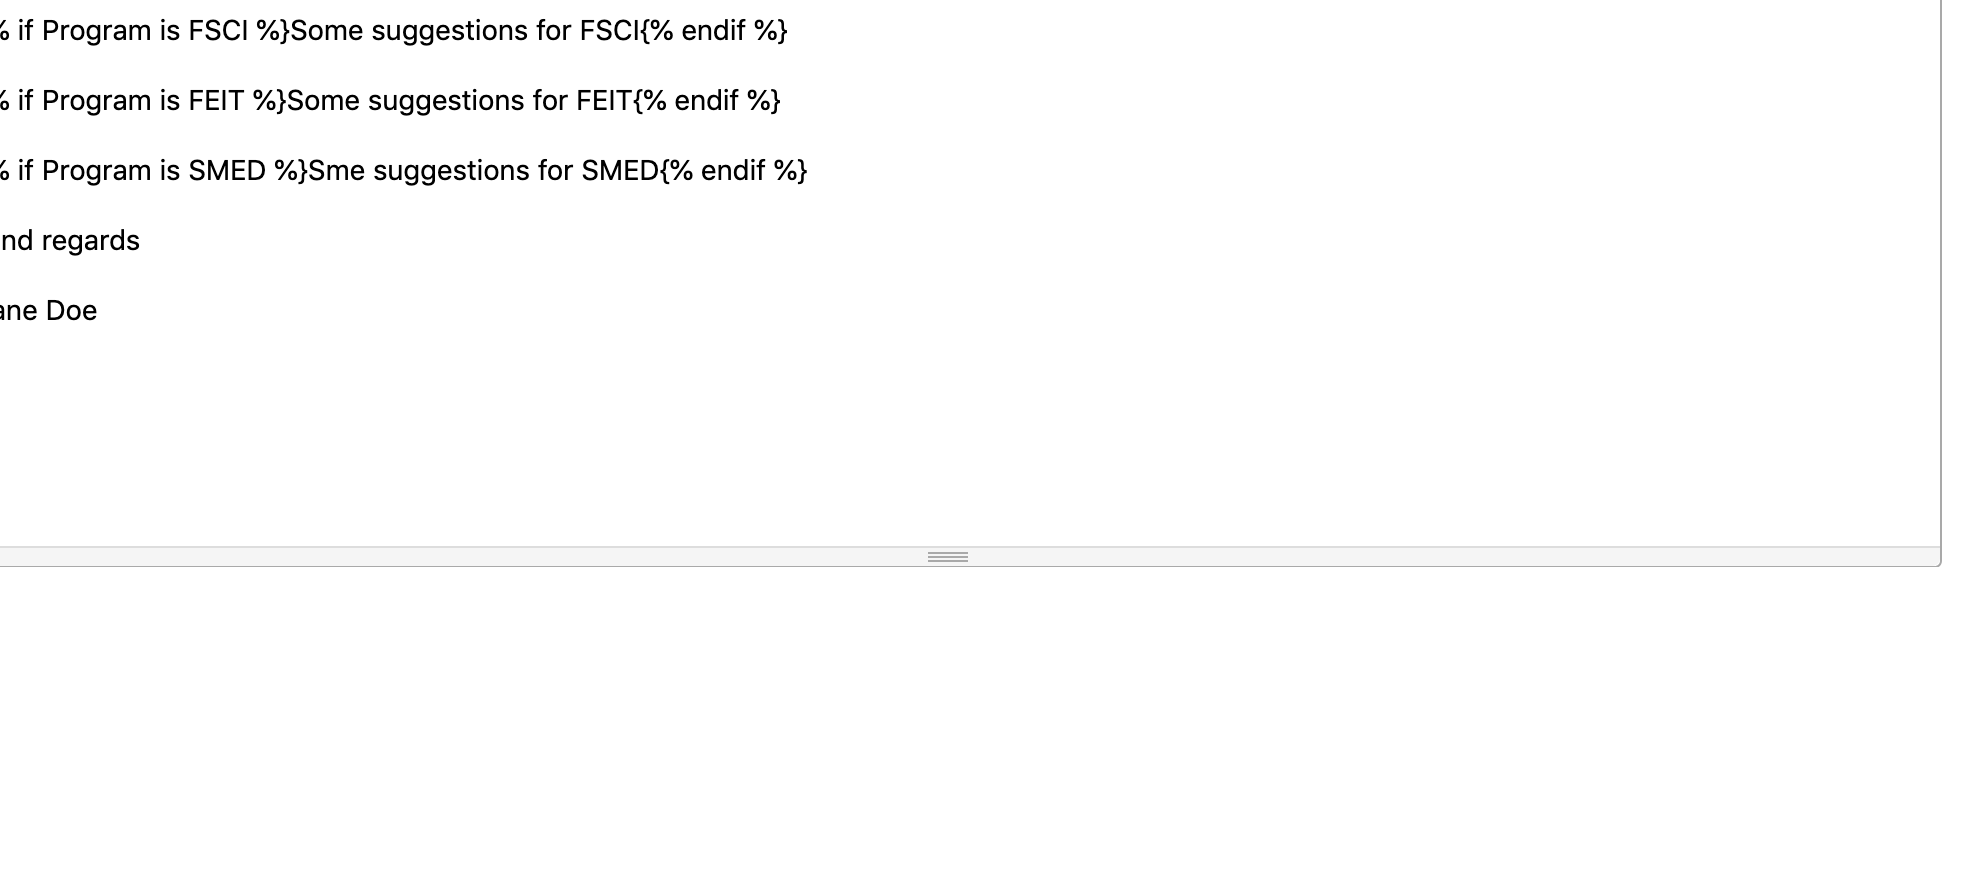 % if Program is FSCI %}Some suggestions for FSCI{% endif %}
% if Program is FEIT %}Some suggestions for FEIT{% endif %}
% if Program is SMED %}Sme suggestions for SMED{% endif %}
nd regards
ane Doe